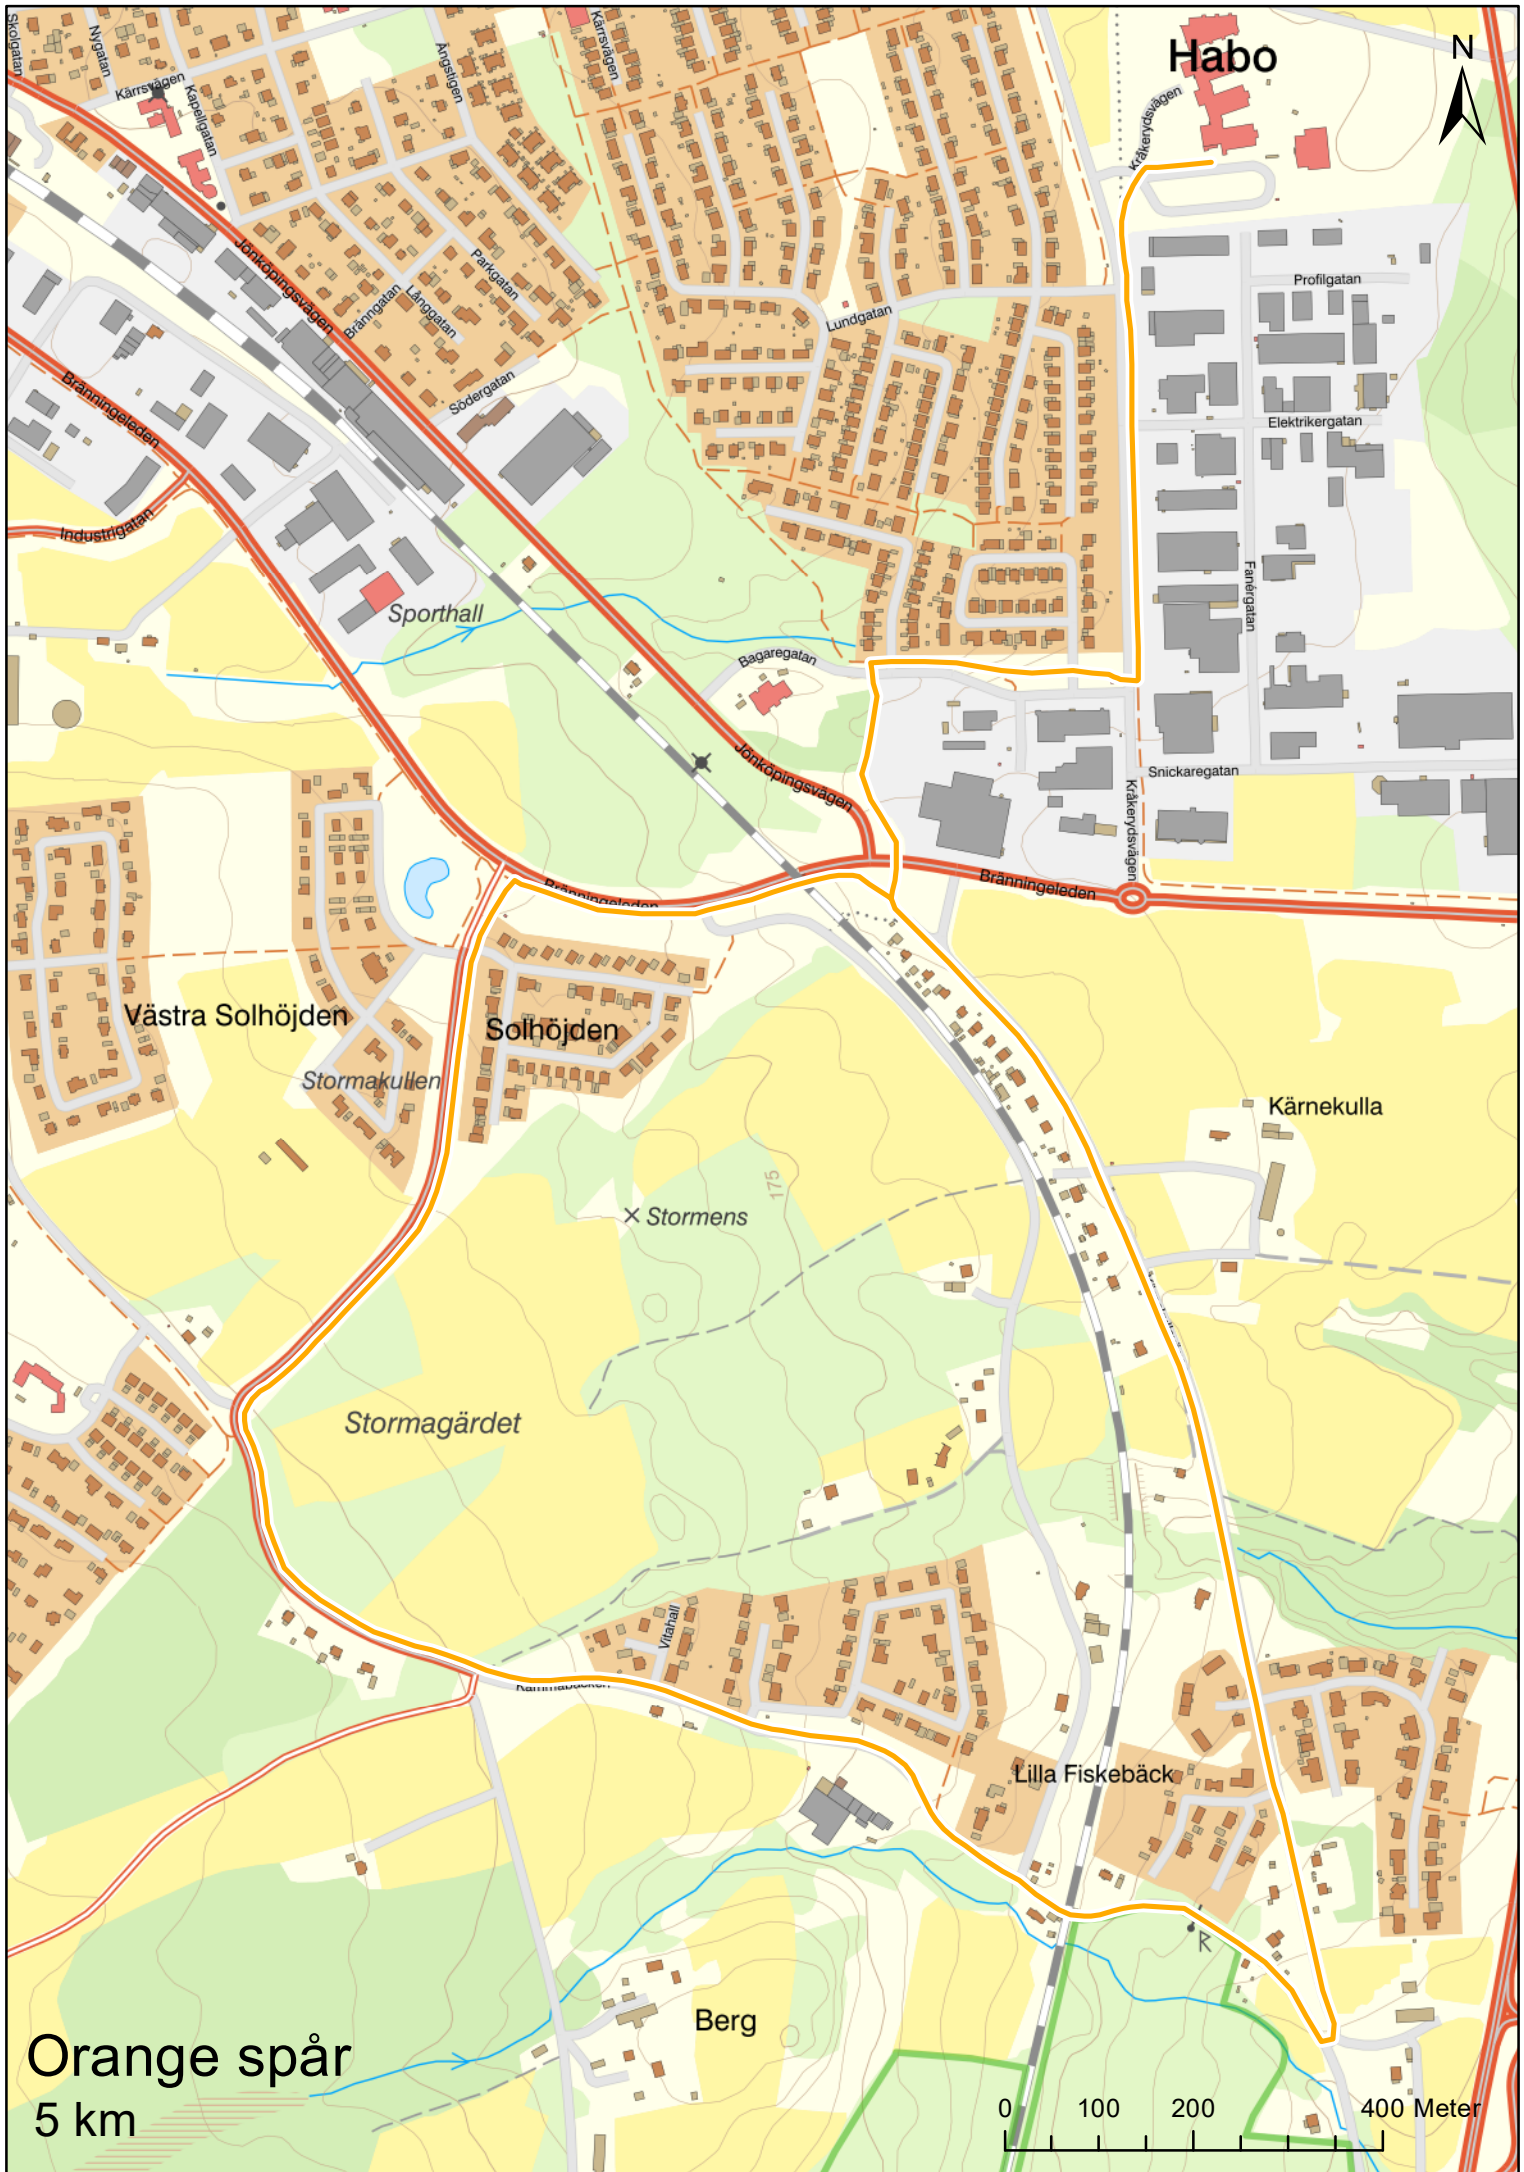 Habo
N
Skolgatan
Nygatan
Kärrsvägen
Kapellgatan
Ängstigen
Kärrsvägen
Kråkerydsvägen
Jönköpingsvägen
Parkgatan
Långgatan
Bränngatan
Södergatan
Lundgatan
Profilgatan
Elektrikergatan
Fanérgatan
Bränningeleden
Industrigatan
Sporthall
Bagaregatan
Jönköpingsvägen
Snickaregatan
Kråkerydsvägen
Bränningeleden
Bränningeleden
Västra Solhöjden
Solhöjden
Stormakullen
Kärnekulla
175
Stormens
Stormagärdet
Vitahall
Kammabacken
Lilla Fiskebäck
R
Berg
Orange spår
5 km
0 100 200 400 Meter